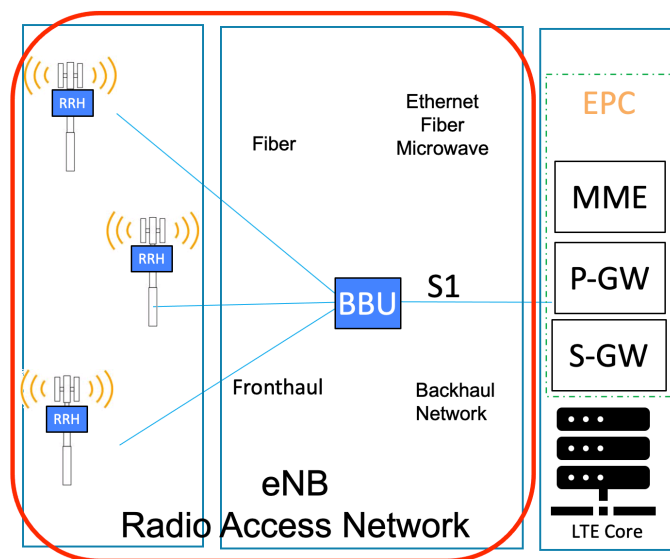 RRH
RRH
RRH
Fiber
Ethernet
Fiber
Microwave
BBU
S1
Fronthaul
Backhaul
Network
eNB
Radio Access Network
EPC
MME
P-GW
S-GW
LTE Core